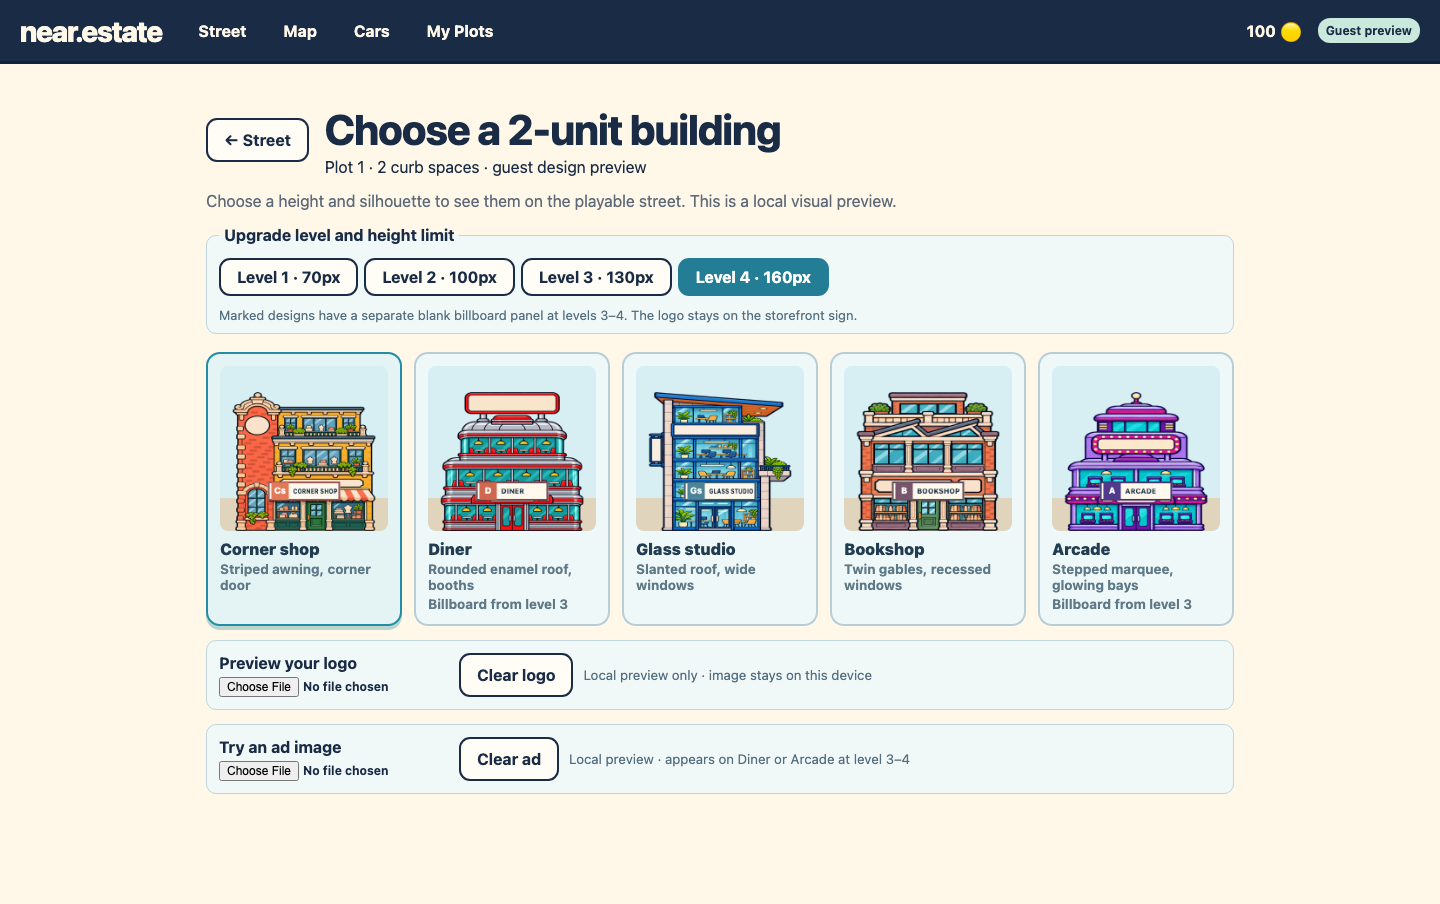 near.estate
Street
Map
Cars
My Plots
100
Guest preview
← Street
Choose a 2-unit building
Plot 1 · 2 curb spaces · guest design preview
Choose a height and silhouette to see them on the playable street. This is a local visual preview.
Upgrade level and height limit
Level 1 · 70px
Level 2 · 100px
Level 3 · 130px
Level 4 · 160px
Marked designs have a separate blank billboard panel at levels 3–4. The logo stays on the storefront sign.
Cs CORNER SHOP
Corner shop
Striped awning, corner
door
D DINER
Diner
Rounded enamel roof,
booths
Billboard from level 3
Gs GLASS STUDIO
Glass studio
Slanted roof, wide
windows
B BOOKSHOP
Bookshop
Twin gables, recessed
windows
A ARCADE
Arcade
Stepped marquee,
glowing bays
Billboard from level 3
Preview your logo
Choose File No file chosen
Clear logo
Local preview only · image stays on this device
Try an ad image
Choose File No file chosen
Clear ad
Local preview · appears on Diner or Arcade at level 3–4